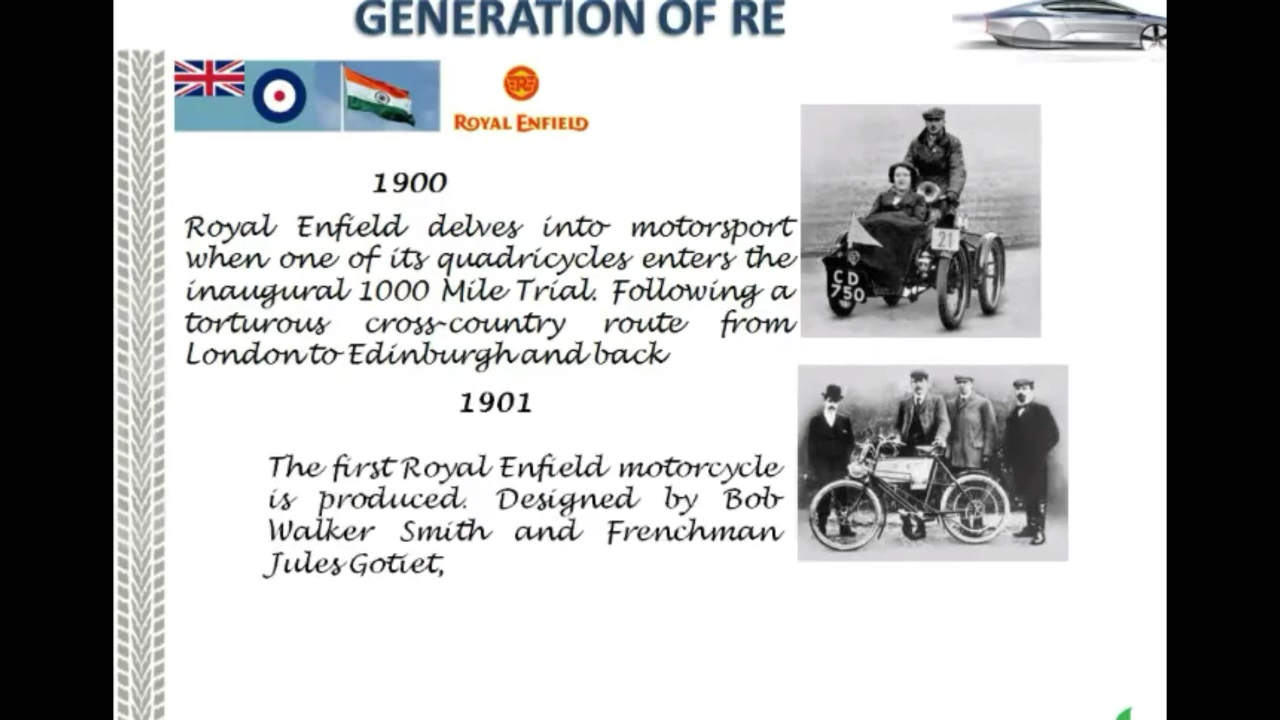 GENERATION OF RE
ROYAL ENFIELD
1900
Royal Enfield delves into motorsport
when one of its quadricycles enters the
inaugural 1000 Mile Trial. Following a
torturous cross-country route from
London to Edinburgh and back
21
CD
750
1901
The first Royal Enfield motorcycle
is produced. Designed by Bob
Walker Smith and Frenchman
Jules Gotiet,